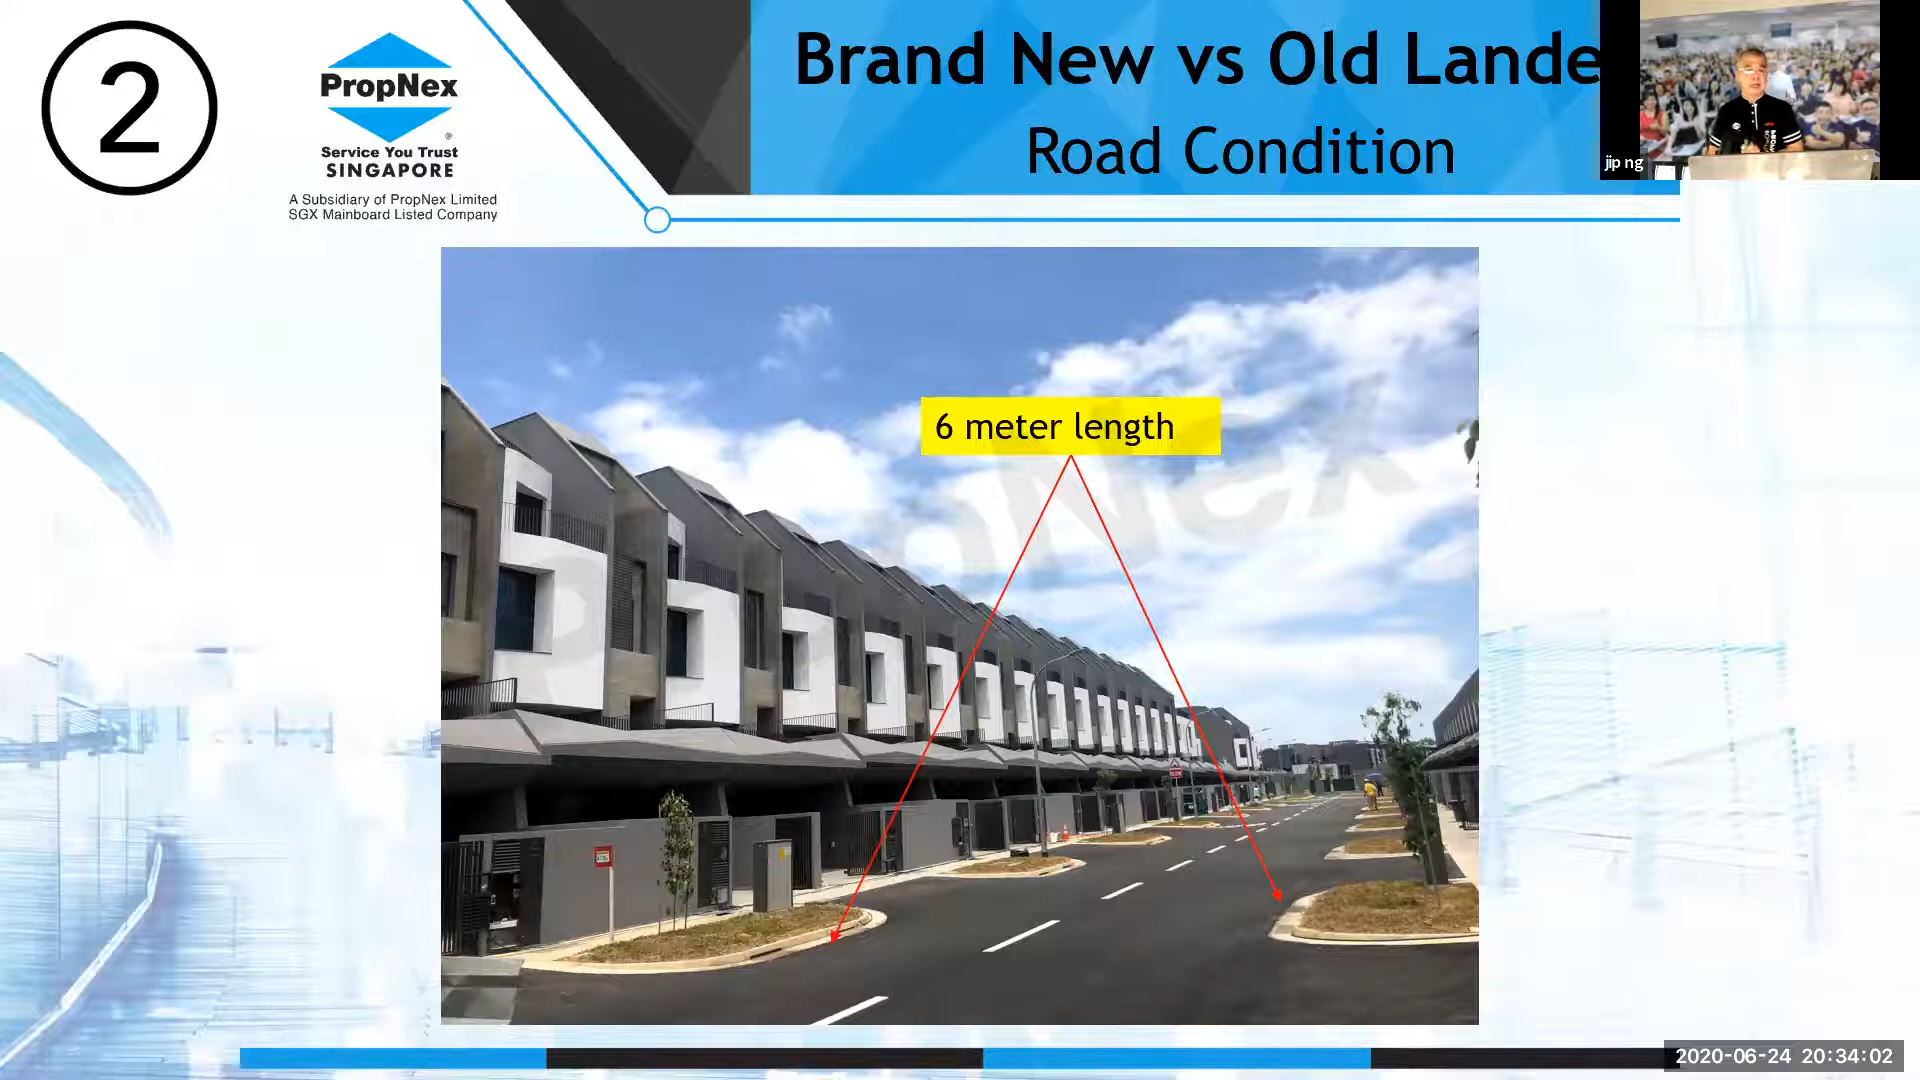 2
PropNex
Service You Trust
SINGAPORE
A Subsidiary of PropNex Limited
SGX Mainboard Listed Company
Brand New vs Old Lande
Road Condition
jip ng
6 meter length
PropNex
2020-06-24 20:34:02